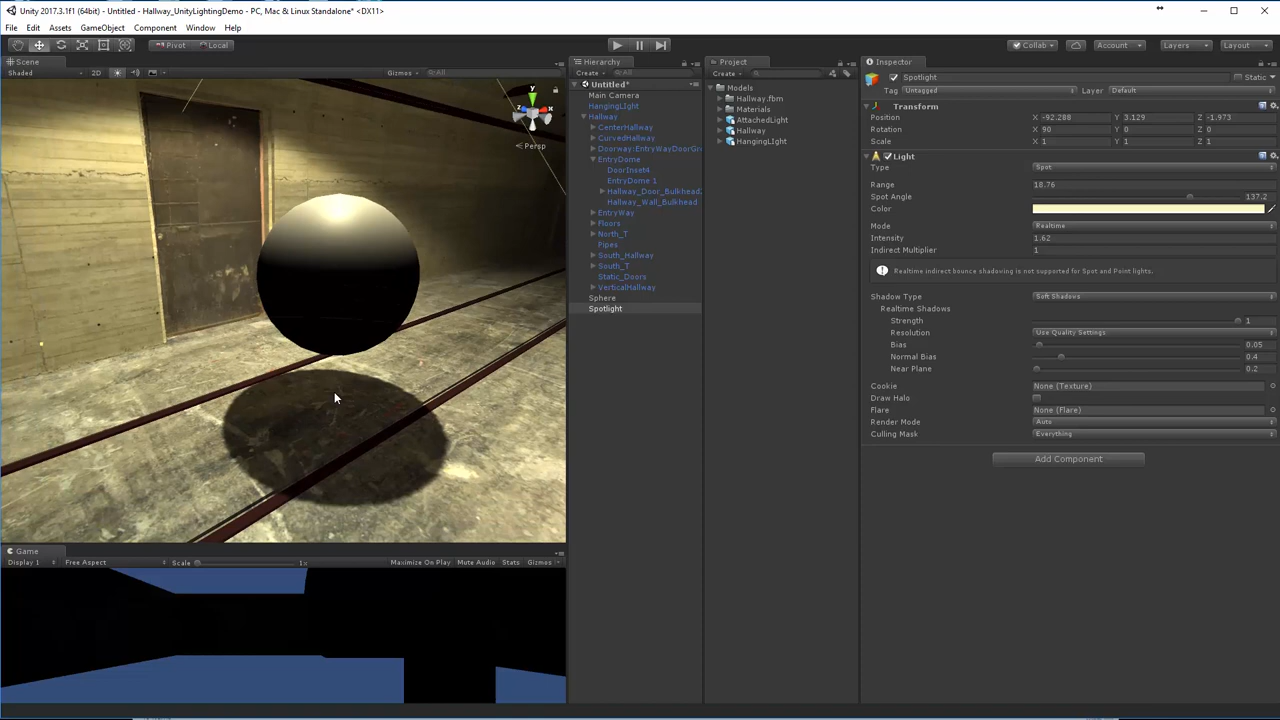 Unity 2017.3.1f1 (64bit) - Untitled - Hallway_UnityLightingDemo - PC, Mac & Linux Standalone* <DX11>
File Edit Assets GameObject Component Window Help
Pivot Local Collab Account Layers Layout
Scene
Shaded 2D Gizmos All
y
z
x
Persp
Game
Display 1 Free Aspect Scale 1x Maximize On Play Mute Audio Stats Gizmos
Hierarchy
Create All
Untitled*
Main Camera
HangingLIght
Hallway
CenterHallway
CurvedHallway
Doorway:EntryWayDoorGr
EntryDome
DoorInset4
EntryDome 1
Hallway_Door_Bulkhead
Hallway_Wall_Bulkhead
EntryWay
Floors
North_T
Pipes
South_Hallway
South_T
Static_Doors
VerticalHallway
Sphere
Spotlight
Project
Create
Models
Hallway.fbm
Materials
AttachedLight
Hallway
HangingLIght
Inspector
Spotlight Static
Tag Untagged Layer Default
Transform
Position X -92.288 Y 3.129 Z -1.973
Rotation X 90 Y 0 Z 0
Scale X 1 Y 1 Z 1
Light
Type Spot
Range 18.76
Spot Angle 137.2
Color
Mode Realtime
Intensity 1.62
Indirect Multiplier 1
Realtime indirect bounce shadowing is not supported for Spot and Point lights.
Shadow Type Soft Shadows
Realtime Shadows
Strength 1
Resolution Use Quality Settings
Bias 0.05
Normal Bias 0.4
Near Plane 0.2
Cookie None (Texture)
Draw Halo
Flare None (Flare)
Render Mode Auto
Culling Mask Everything
Add Component